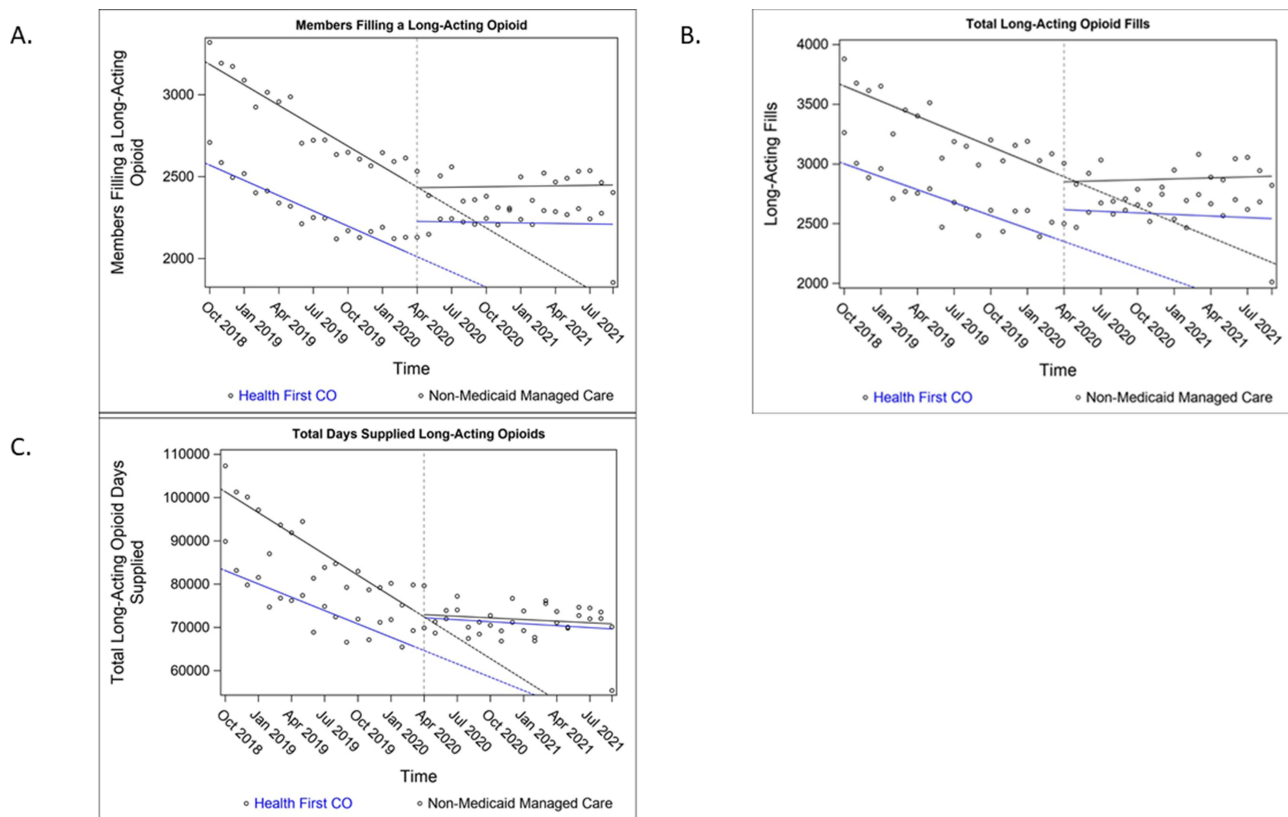 A.
Members Filling a Long-Acting Opioid
Members Filling a Long-Acting
Opioid
3000
2500
2000
Oct 2018
Jan 2019
Apr 2019
Jul 2019
Oct 2019
Jan 2020
Apr 2020
Jul 2020
Oct 2020
Jan 2021
Apr 2021
Jul 2021
Time
Health First CO
Non-Medicaid Managed Care
B.
Total Long-Acting Opioid Fills
Long-Acting Fills
4000
3500
3000
2500
2000
Oct 2018
Jan 2019
Apr 2019
Jul 2019
Oct 2019
Jan 2020
Apr 2020
Jul 2020
Oct 2020
Jan 2021
Apr 2021
Jul 2021
Time
Health First CO
Non-Medicaid Managed Care
C.
Total Days Supplied Long-Acting Opioids
Total Long-Acting Opioid Days
Supplied
110000
100000
90000
80000
70000
60000
Oct 2018
Jan 2019
Apr 2019
Jul 2019
Oct 2019
Jan 2020
Apr 2020
Jul 2020
Oct 2020
Jan 2021
Apr 2021
Jul 2021
Time
Health First CO
Non-Medicaid Managed Care